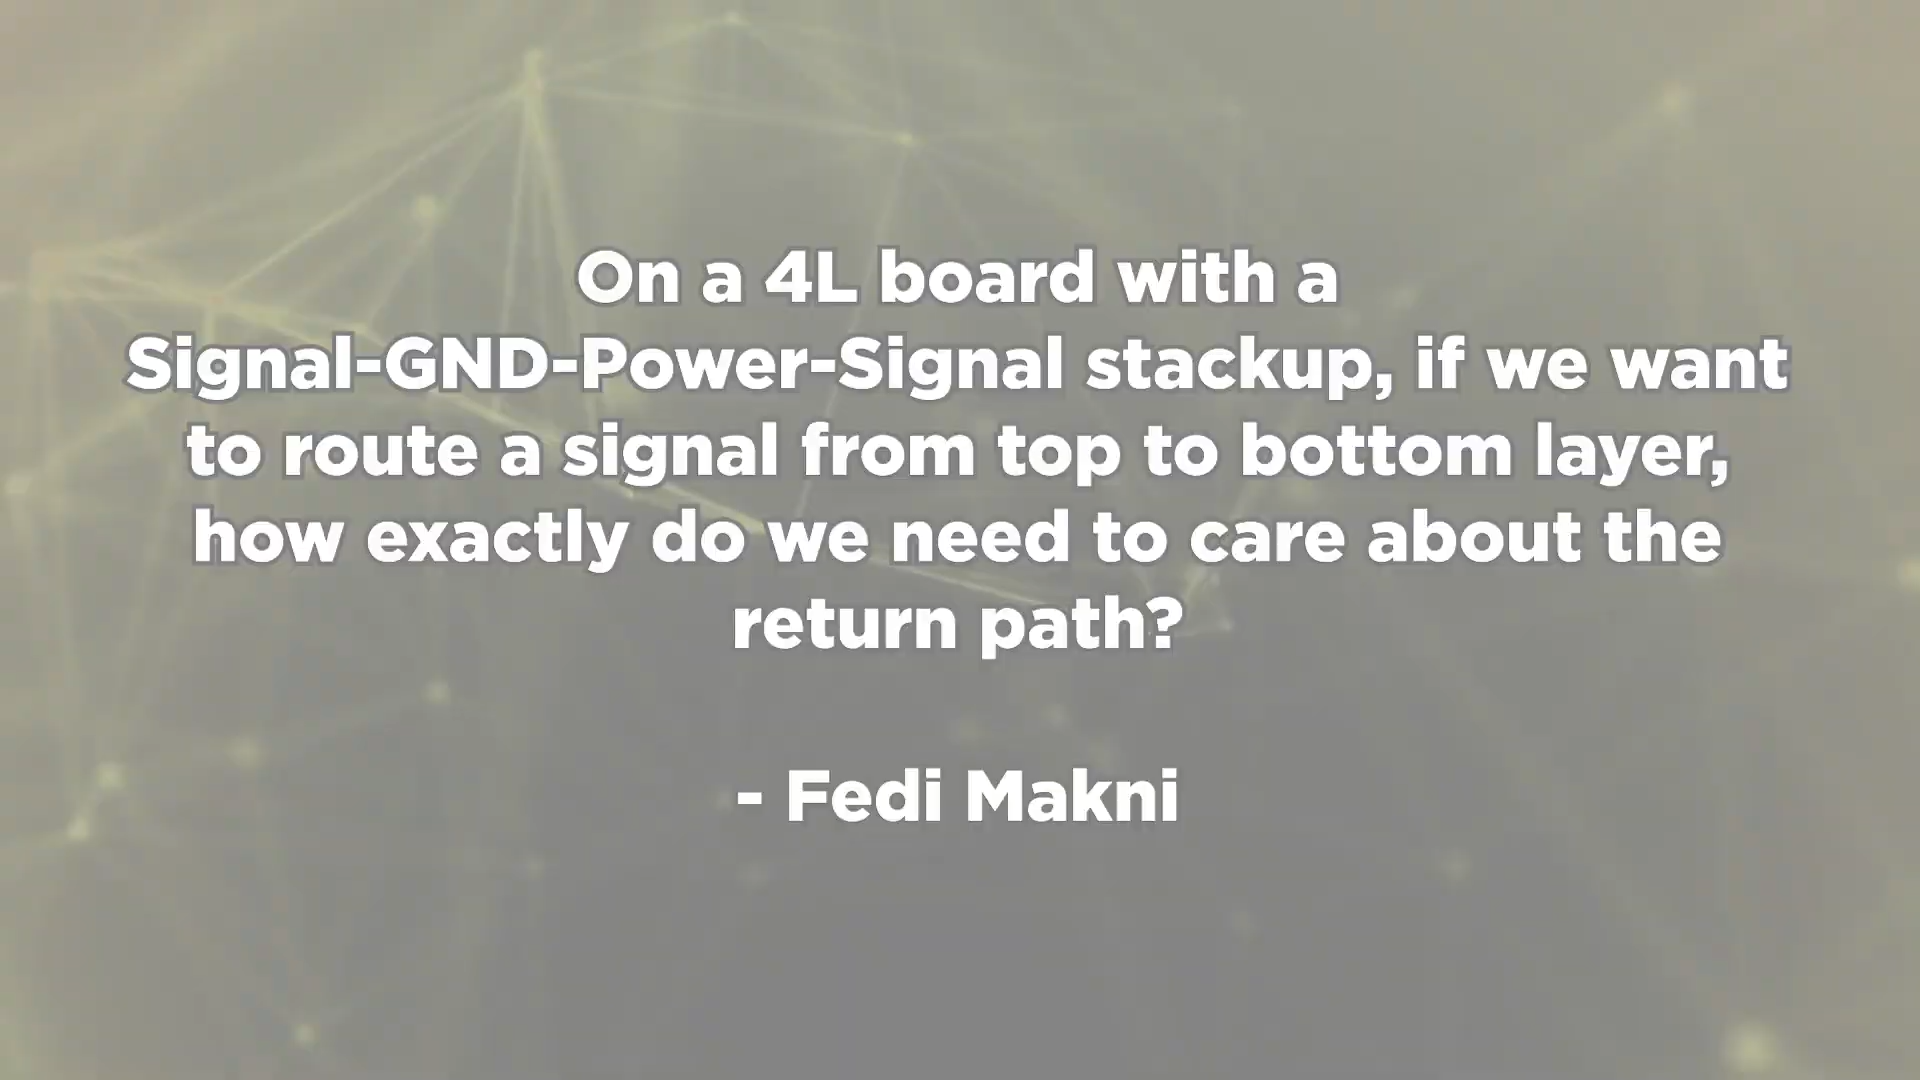 On a 4L board with a
Signal-GND-Power-Signal stackup, if we want
to route a signal from top to bottom layer,
how exactly do we need to care about the
return path?
- Fedi Makni